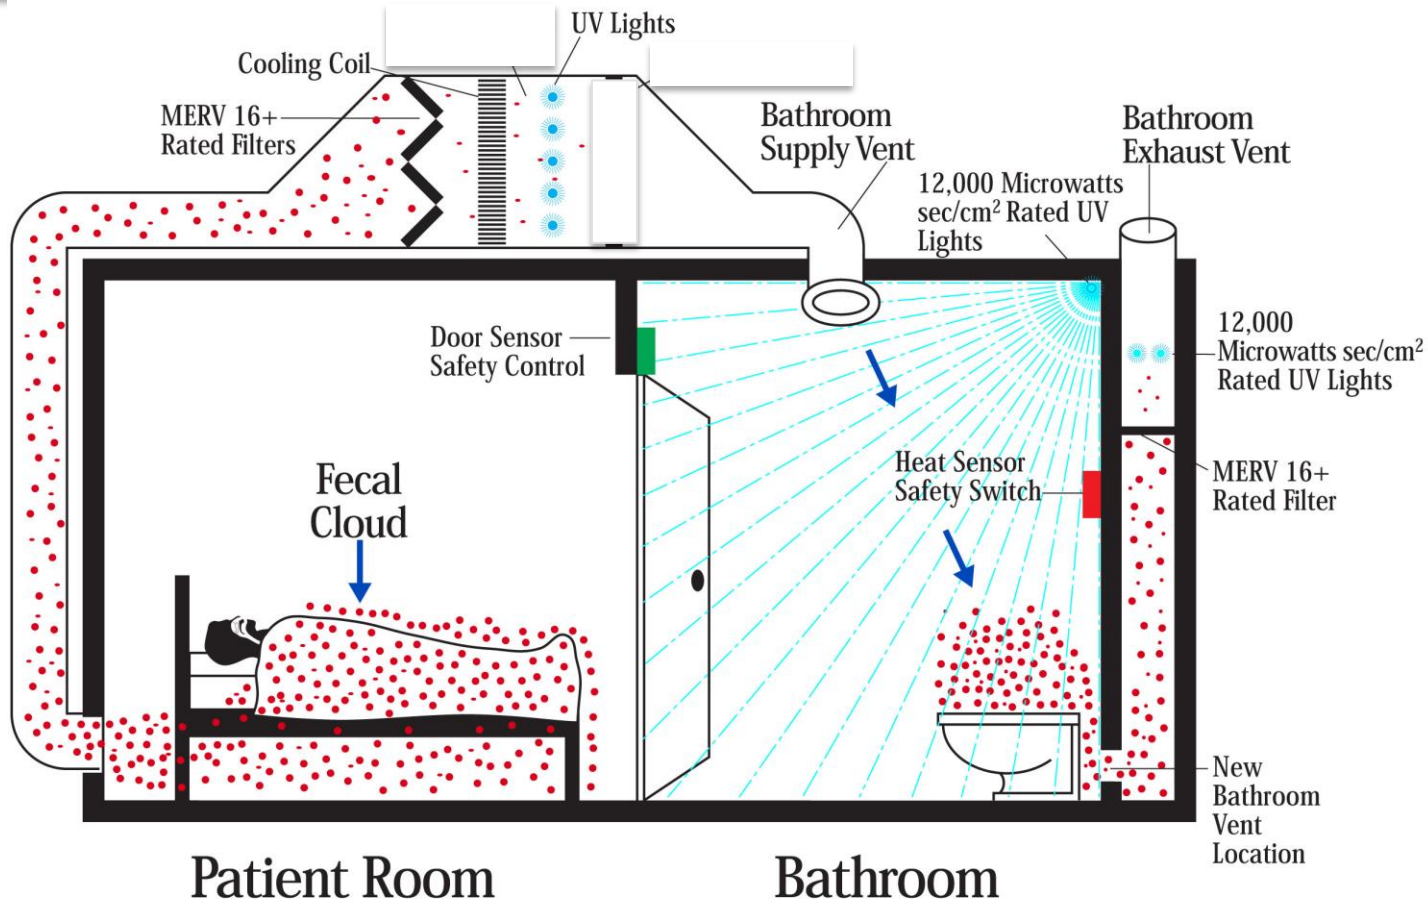 UV Lights
Cooling Coil
MERV 16+
Rated Filters
Bathroom
Supply Vent
Bathroom
Exhaust Vent
12,000 Microwatts
sec/cm² Rated UV
Lights
Door Sensor
Safety Control
12,000
Microwatts sec/cm²
Rated UV Lights
Heat Sensor
Safety Switch
MERV 16+
Rated Filter
Fecal
Cloud
New
Bathroom
Vent
Location
Patient Room
Bathroom